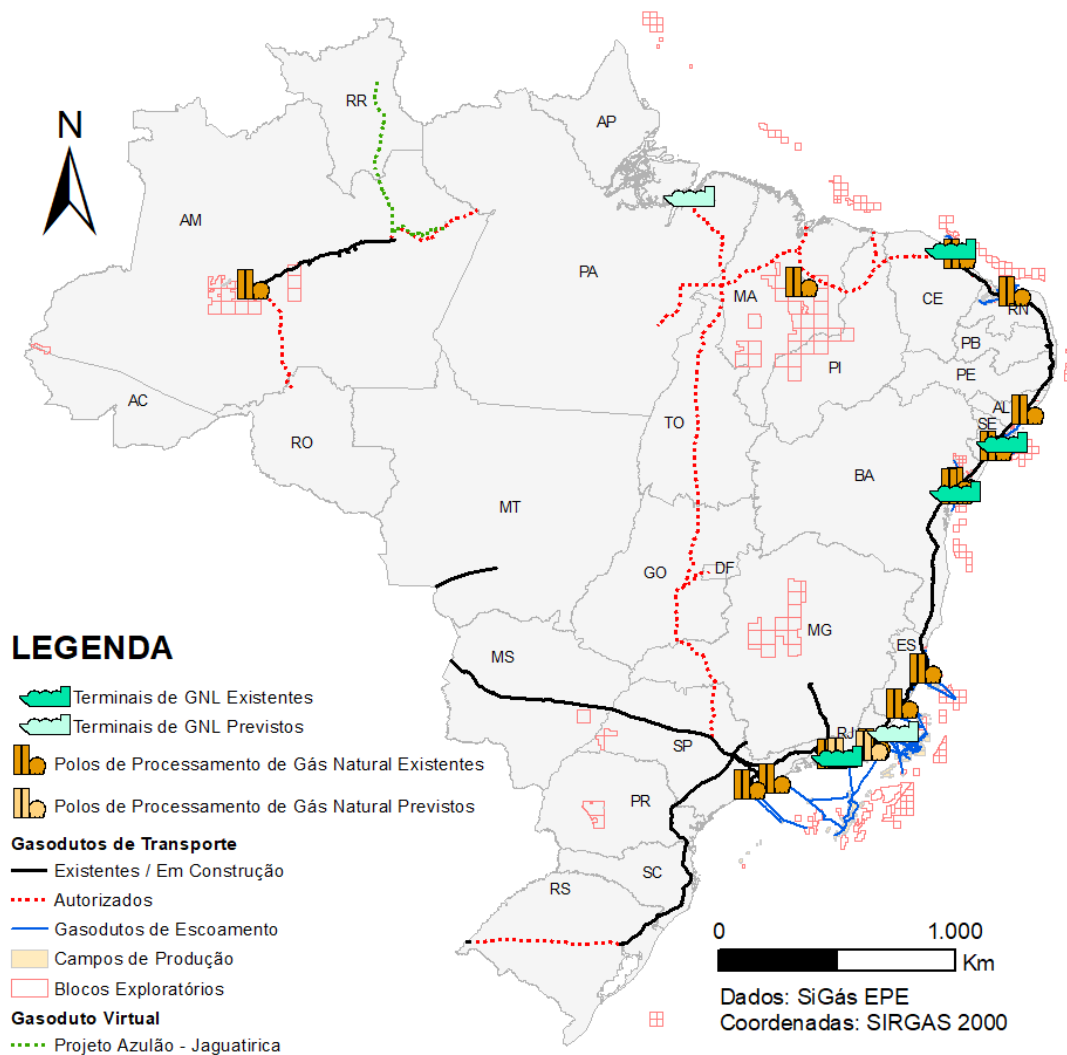 N
RR
AP
AM
PA
MA
CE
RN
PB
PE
PI
AL
SE
AC
TO
RO
BA
MT
GO
DF
MG
ES
MS
RJ
SP
PR
SC
RS
LEGENDA
Terminais de GNL Existentes
Terminais de GNL Previstos
Polos de Processamento de Gás Natural Existentes
Polos de Processamento de Gás Natural Previstos
Gasodutos de Transporte
Existentes / Em Construção
Autorizados
Gasodutos de Escoamento
Campos de Produção
Blocos Exploratórios
Gasoduto Virtual
Projeto Azulão - Jaguatirica
0 1.000
Km
Dados: SiGás EPE
Coordenadas: SIRGAS 2000